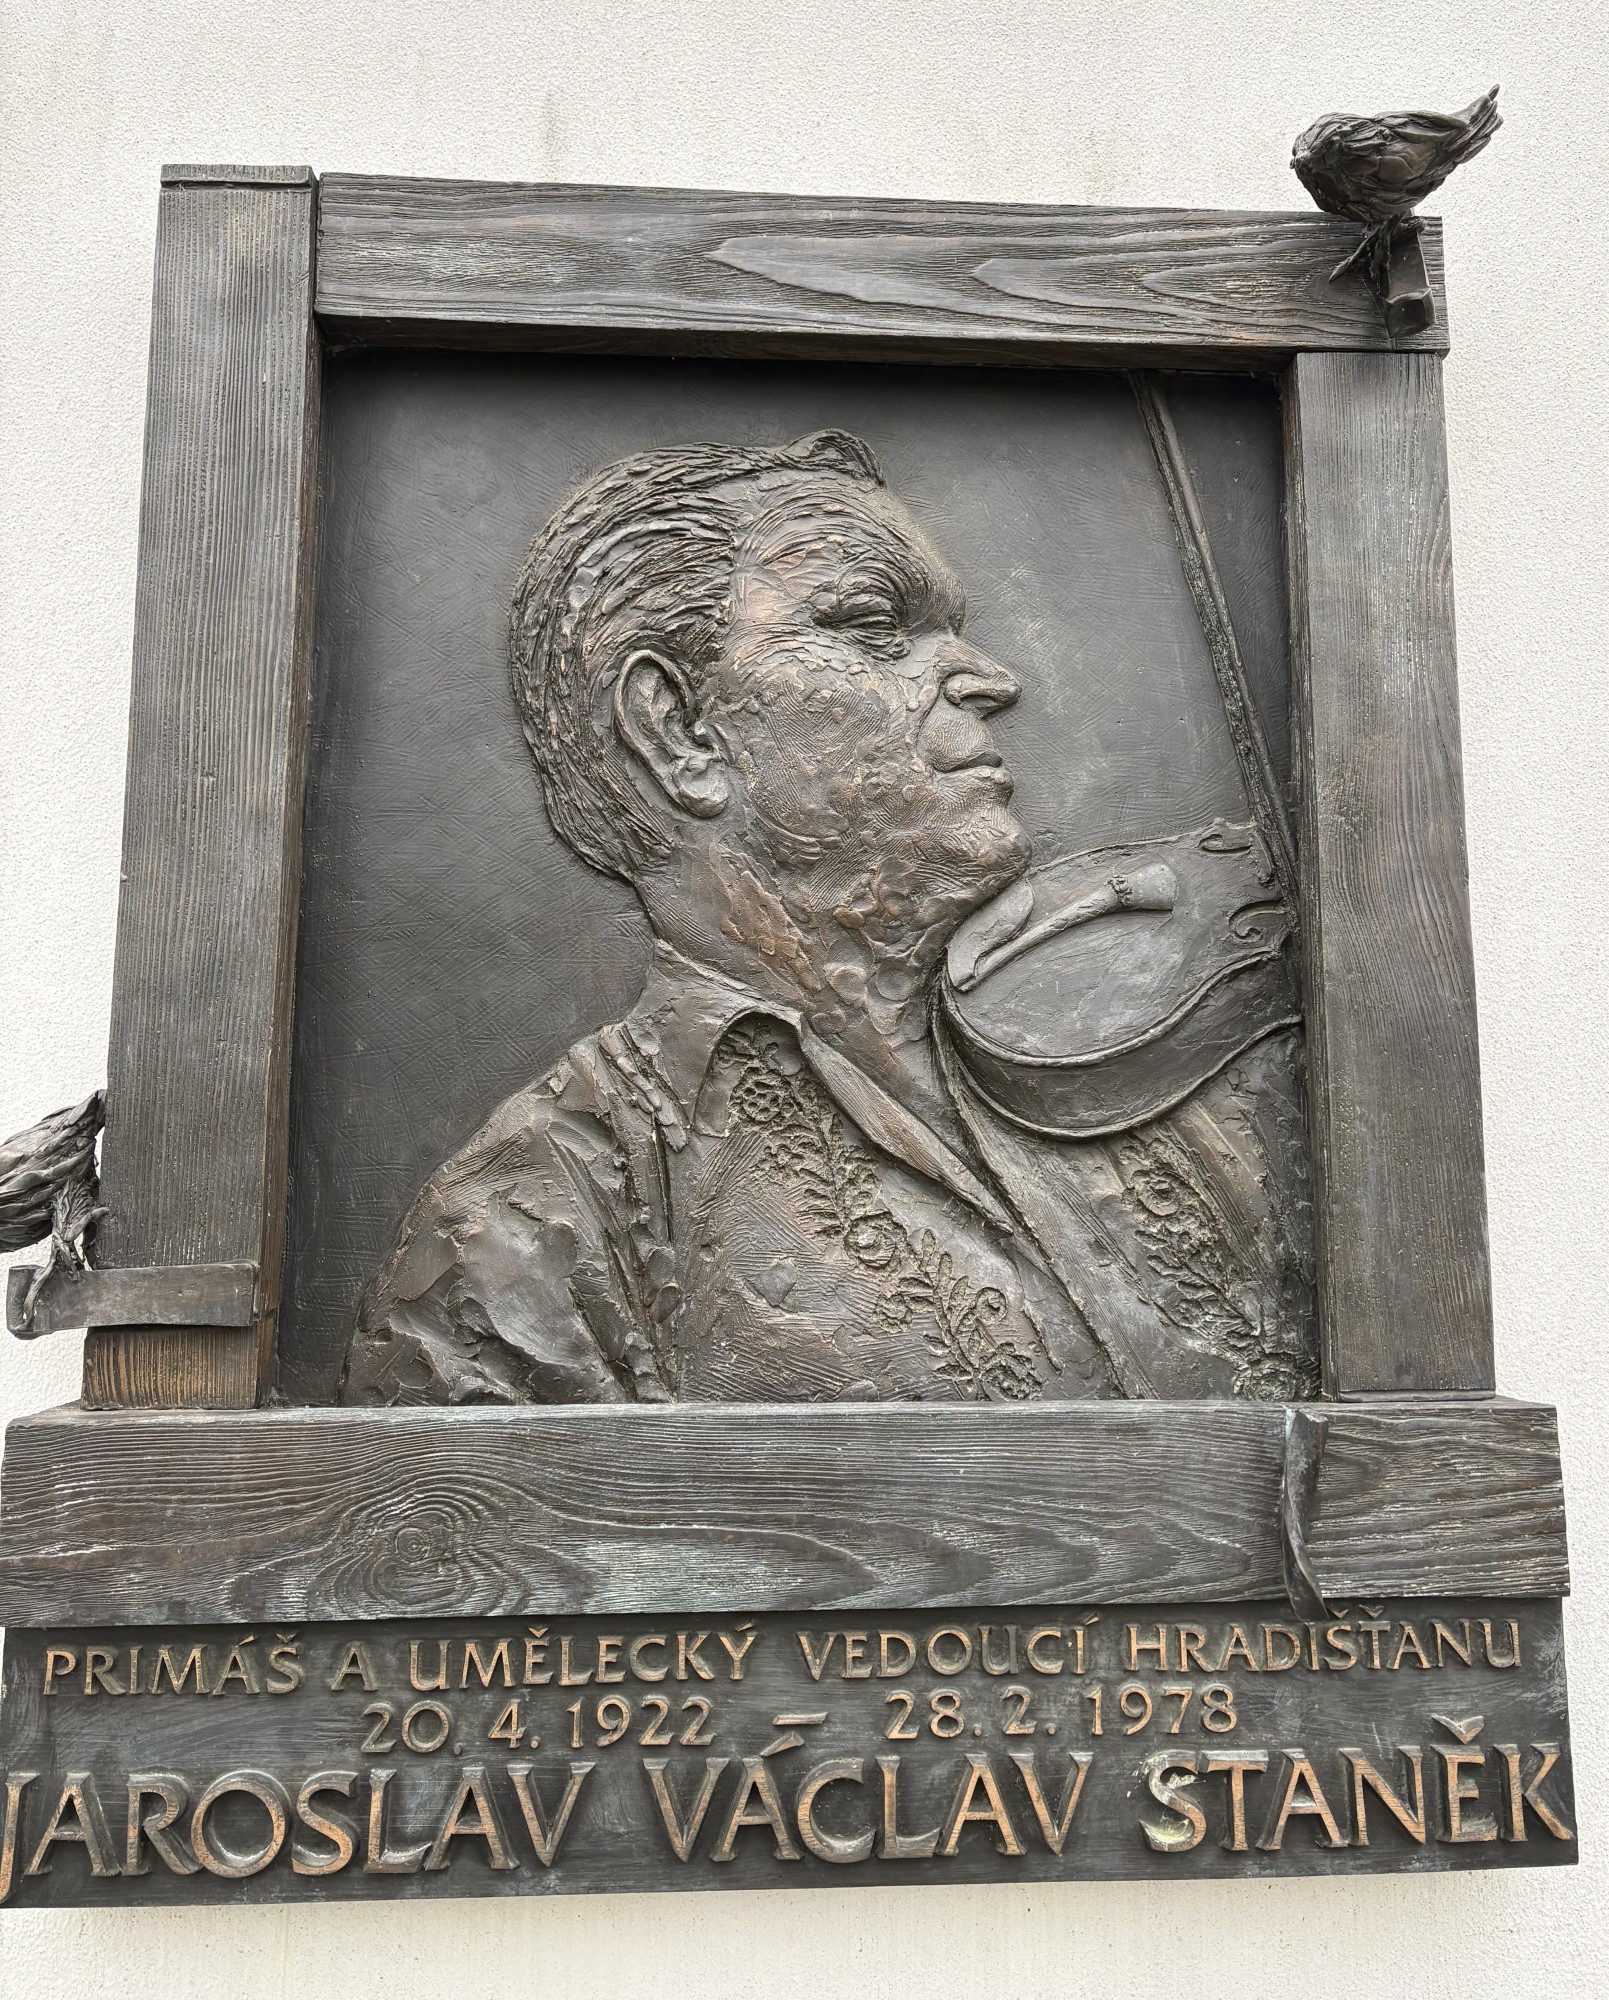 PRIMÁŠ A UMĚLECKÝ VEDOUCÍ HRADIŠŤANU
20. 4. 1922 – 28. 2. 1978
JAROSLAV VÁCLAV STANĚK